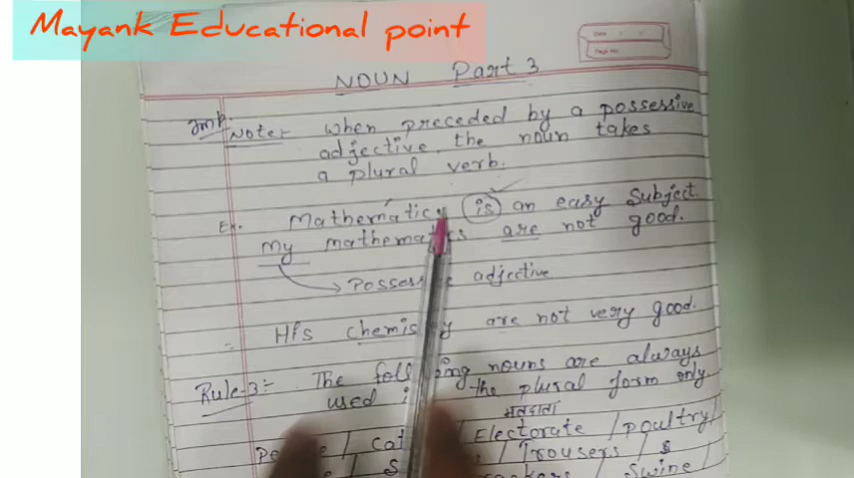 Mayank Educational point
NOUN Part 3
Imp.
Note:- When preceded by a possessive
adjective, the noun takes
a plural verb.
Ex. Mathematics is an easy subject.
My mathematics are not good.
Possessive adjective
His chemistry are not very good.
Rule-3:- The following nouns are always
used the plural form only
मतदाता
Electorate / poultry /
/ Trousers /
/ Swine /